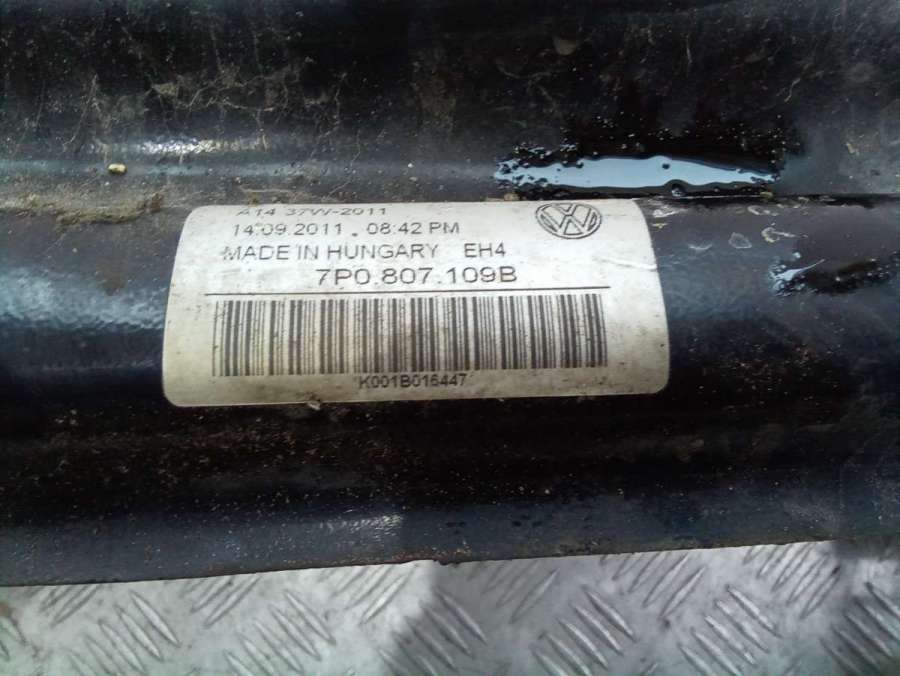 A14 37W-2011
14.09.2011 08:42 PM
MADE IN HUNGARY EH4
7P0.807.109B
K001B016447